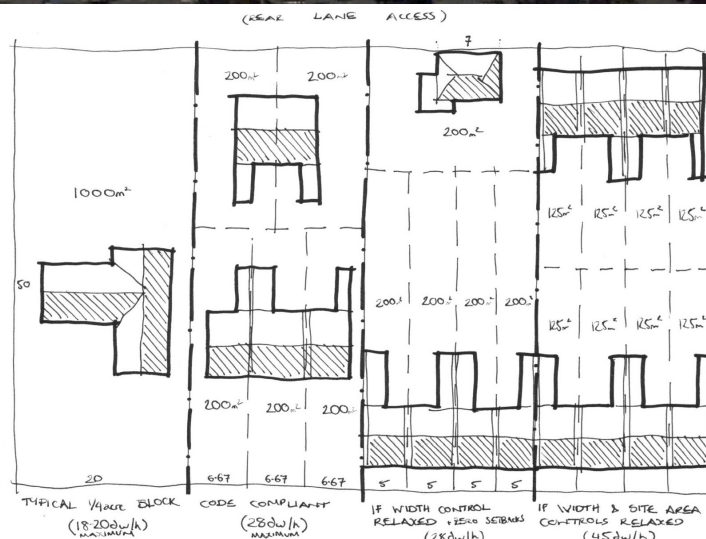 (REAR LANE ACCESS)
7
200m² 200m²
200m²
1000m²
125m² 125m² 125m² 125m²
50
200m² 200m² 200m² 200m²
125m² 125m² 125m² 125m²
200m² 200m² 200m²
20 6.67 6.67 6.67 5 5 5 5
TYPICAL 1/4 ACRE BLOCK
(18-20dw/h)
MAXIMUM
CODE COMPLIANT
(28dw/h)
MAXIMUM
IF WIDTH CONTROL
RELAXED + ZERO SETBACKS
(28dw/h)
IF WIDTH & SITE AREA
CONTROLS RELAXED
(45dw/h)